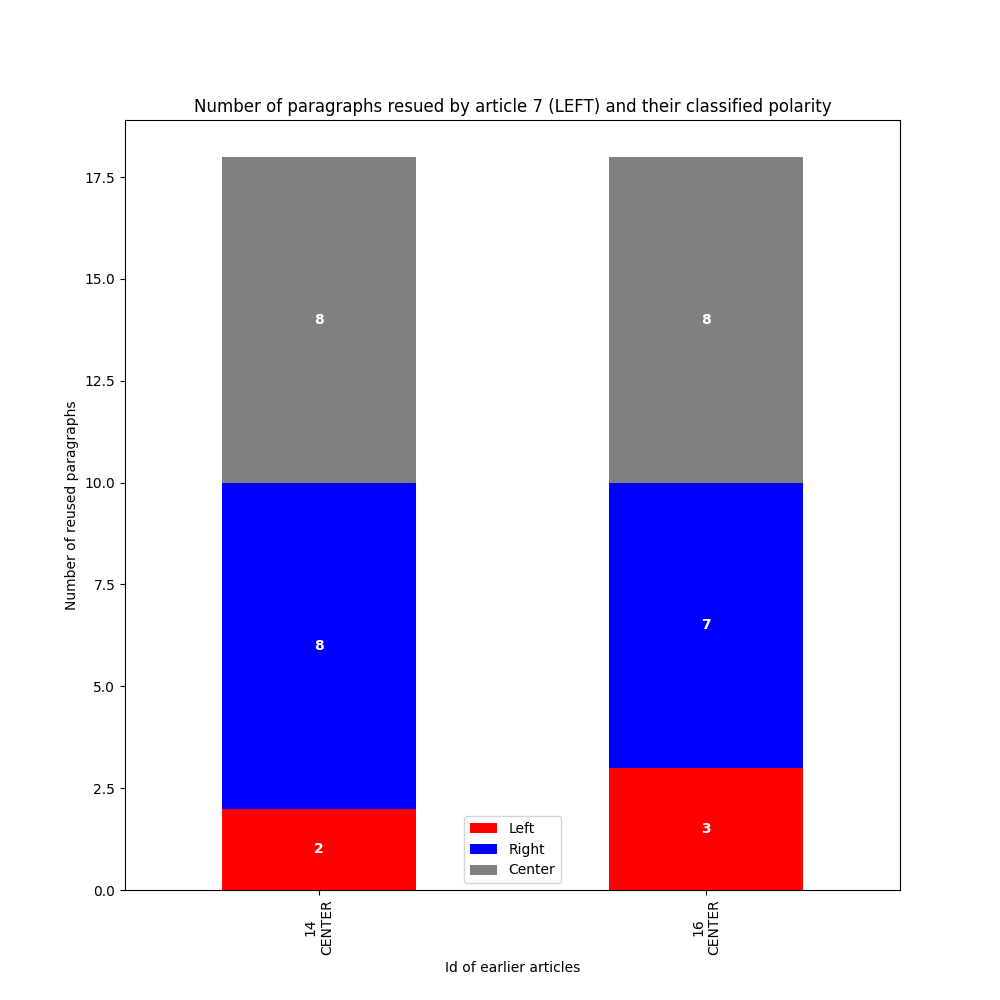 Number of paragraphs resued by article 7 (LEFT) and their classified polarity
Number of reused paragraphs
17.5
15.0
12.5
10.0
7.5
5.0
2.5
0.0
8
8
8
7
2
3
Left
Right
Center
14
CENTER
16
CENTER
Id of earlier articles